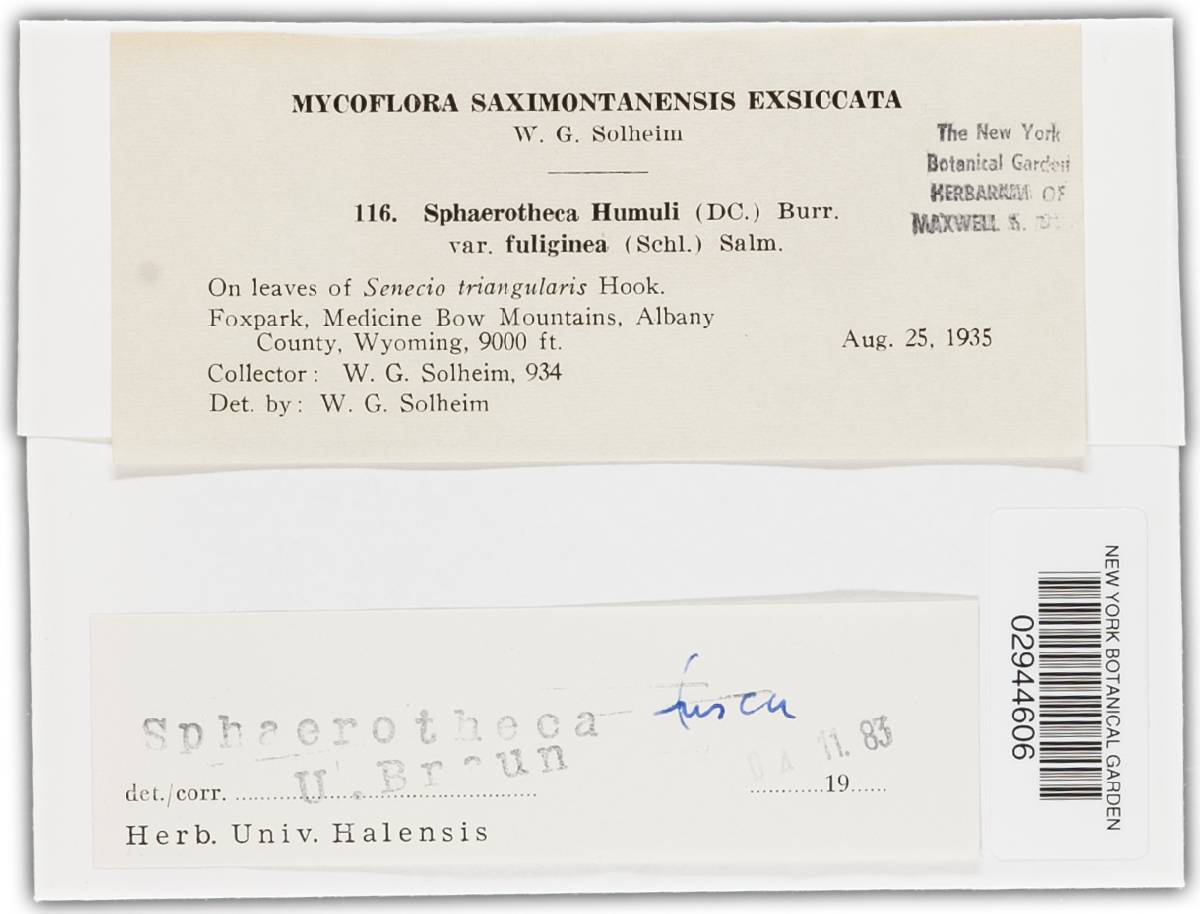 MYCOFLORA SAXIMONTANENSIS EXSICCATA
W. G. Solheim
The New York
Botanical Garden
HERBARIUM OF
MAXWELL S.
116. Sphaerotheca Humuli (DC.) Burr.
var. fuliginea (Schl.) Salm.
On leaves of Senecio triangularis Hook.
Foxpark, Medicine Bow Mountains, Albany
County, Wyoming, 9000 ft.
Aug. 25, 1935
Collector: W. G. Solheim, 934
Det. by: W. G. Solheim
NEW YORK BOTANICAL GARDEN
02944606
Sphaerotheca fusca
U. Braun
11. 83
det./corr. ............................................. ............19......
Herb. Univ. Halensis